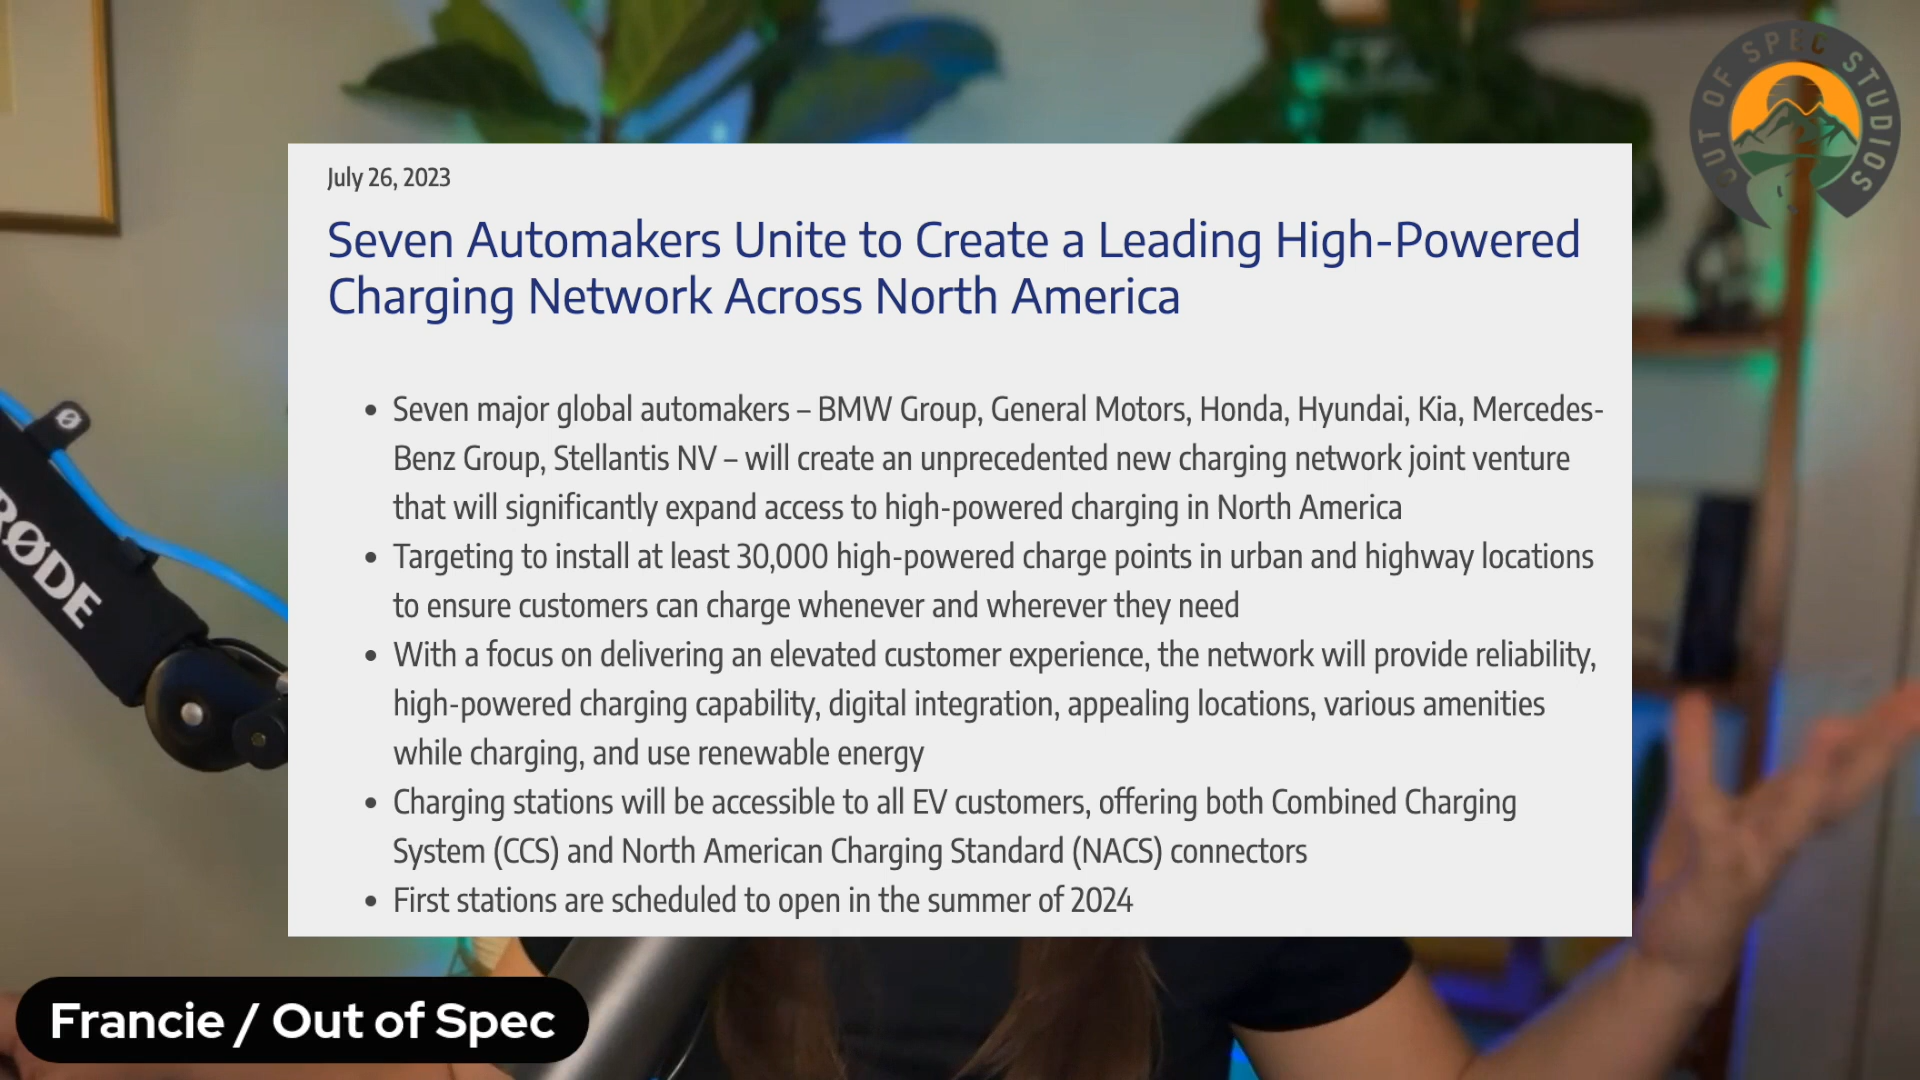 OUT OF SPEC STUDIOS
July 26, 2023
Seven Automakers Unite to Create a Leading High-Powered
Charging Network Across North America
• Seven major global automakers – BMW Group, General Motors, Honda, Hyundai, Kia, Mercedes-
Benz Group, Stellantis NV – will create an unprecedented new charging network joint venture
that will significantly expand access to high-powered charging in North America
• Targeting to install at least 30,000 high-powered charge points in urban and highway locations
to ensure customers can charge whenever and wherever they need
• With a focus on delivering an elevated customer experience, the network will provide reliability,
high-powered charging capability, digital integration, appealing locations, various amenities
while charging, and use renewable energy
• Charging stations will be accessible to all EV customers, offering both Combined Charging
System (CCS) and North American Charging Standard (NACS) connectors
• First stations are scheduled to open in the summer of 2024
RØDE
Francie / Out of Spec